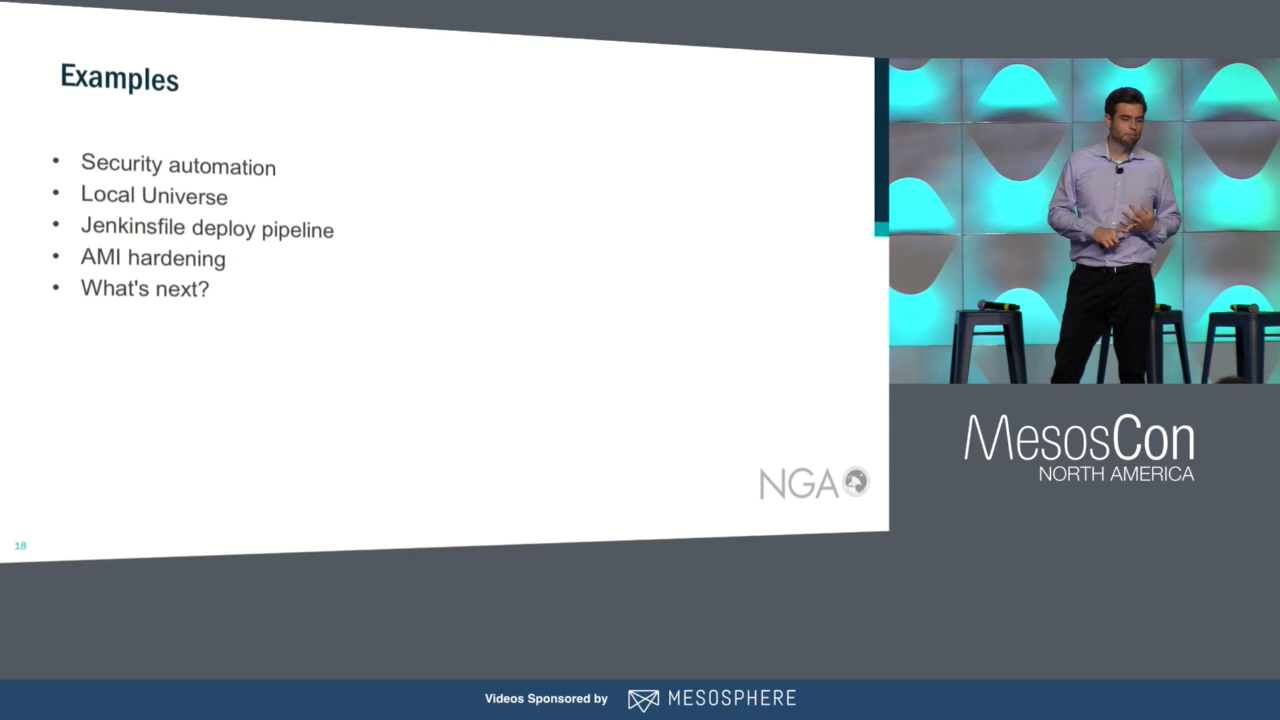 Examples
• Security automation
• Local Universe
• Jenkinsfile deploy pipeline
• AMI hardening
• What's next?
NGA
18
MesosCon
NORTH AMERICA
Videos Sponsored by MESOSPHERE